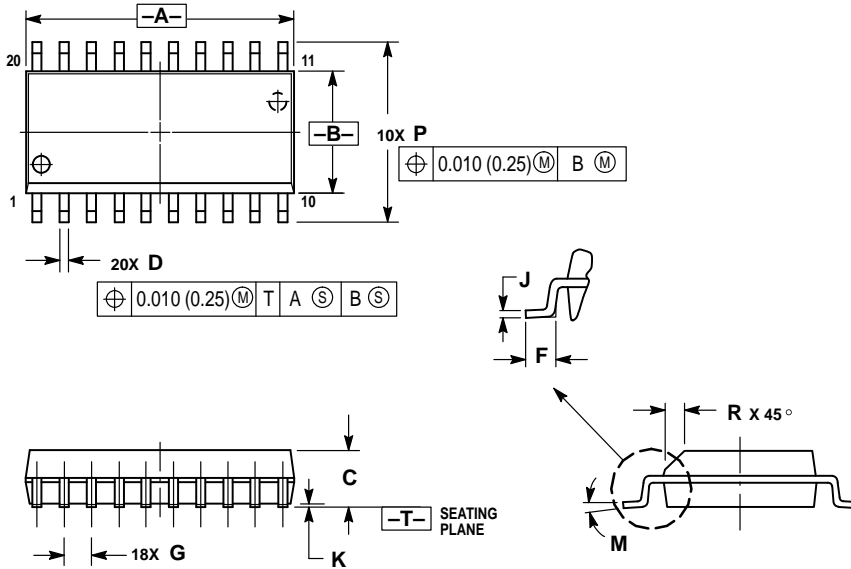 –A–
20
11
–B–
10X P
⌖ 0.010 (0.25) Ⓜ B Ⓜ
1
10
20X D
⌖ 0.010 (0.25) Ⓜ T A Ⓢ B Ⓢ
J
F
R X 45°
C
–T– SEATING
PLANE
M
18X G
K